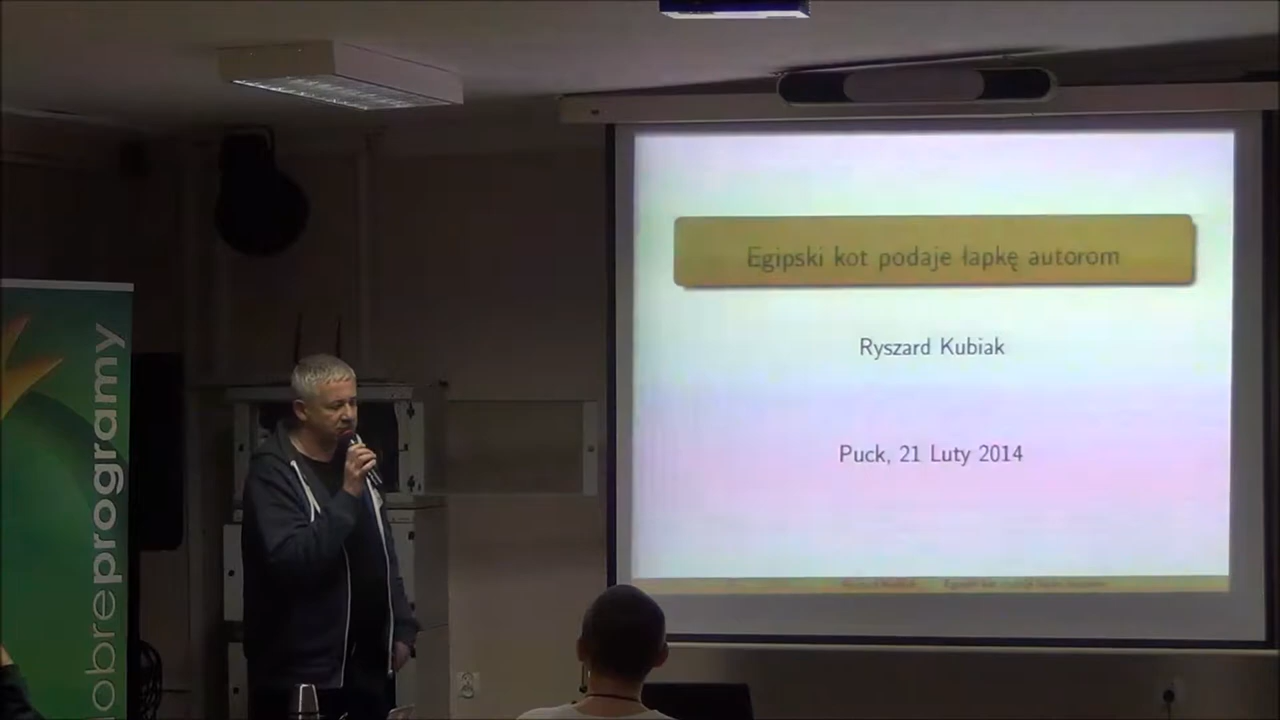 Egipski kot podaje łapkę autorom
Ryszard Kubiak
Puck, 21 Luty 2014
dobreprogramy